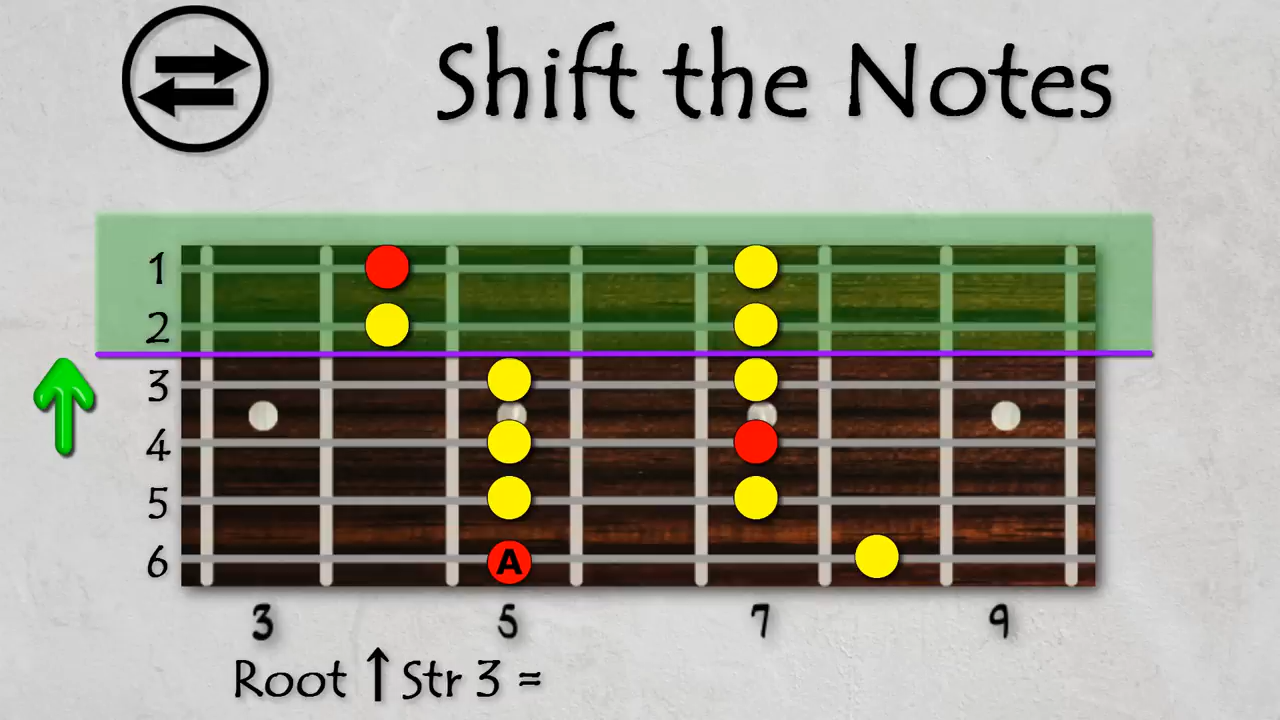 Shift the Notes
1
2
3
4
5
6
A
3 5 7 9
Root ↑ Str 3 =